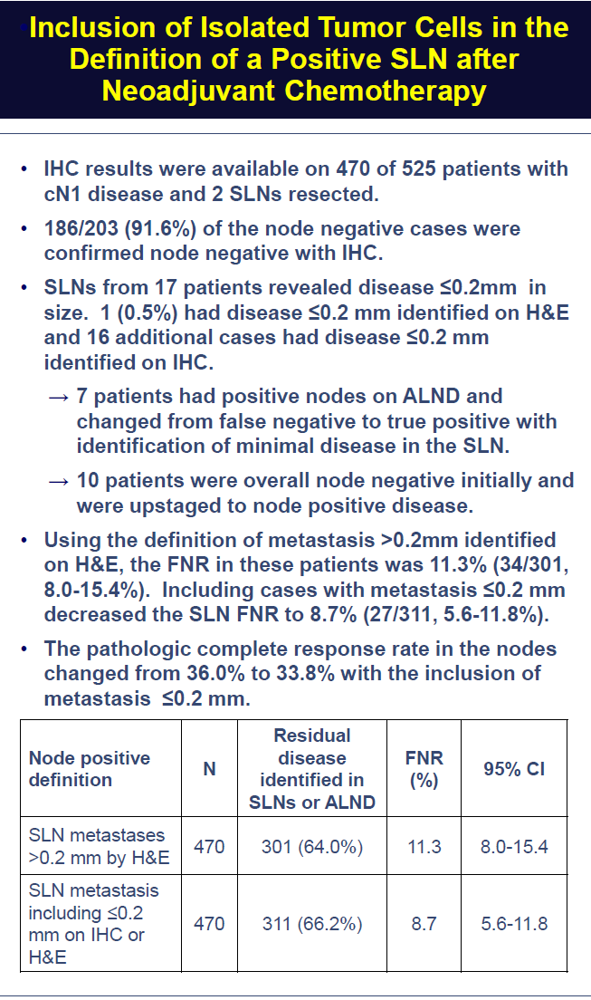 •Inclusion of Isolated Tumor Cells in the
Definition of a Positive SLN after
Neoadjuvant Chemotherapy
• IHC results were available on 470 of 525 patients with
cN1 disease and 2 SLNs resected.
• 186/203 (91.6%) of the node negative cases were
confirmed node negative with IHC.
• SLNs from 17 patients revealed disease ≤0.2mm in
size. 1 (0.5%) had disease ≤0.2 mm identified on H&E
and 16 additional cases had disease ≤0.2 mm
identified on IHC.
→ 7 patients had positive nodes on ALND and
changed from false negative to true positive with
identification of minimal disease in the SLN.
→ 10 patients were overall node negative initially and
were upstaged to node positive disease.
• Using the definition of metastasis >0.2mm identified
on H&E, the FNR in these patients was 11.3% (34/301,
8.0-15.4%). Including cases with metastasis ≤0.2 mm
decreased the SLN FNR to 8.7% (27/311, 5.6-11.8%).
• The pathologic complete response rate in the nodes
changed from 36.0% to 33.8% with the inclusion of
metastasis ≤0.2 mm.
Node positive
definition
N
Residual
disease
identified in
SLNs or ALND
FNR
(%)
95% CI
SLN metastases
>0.2 mm by H&E
470
301 (64.0%)
11.3
8.0-15.4
SLN metastasis
including ≤0.2
mm on IHC or
H&E
470
311 (66.2%)
8.7
5.6-11.8